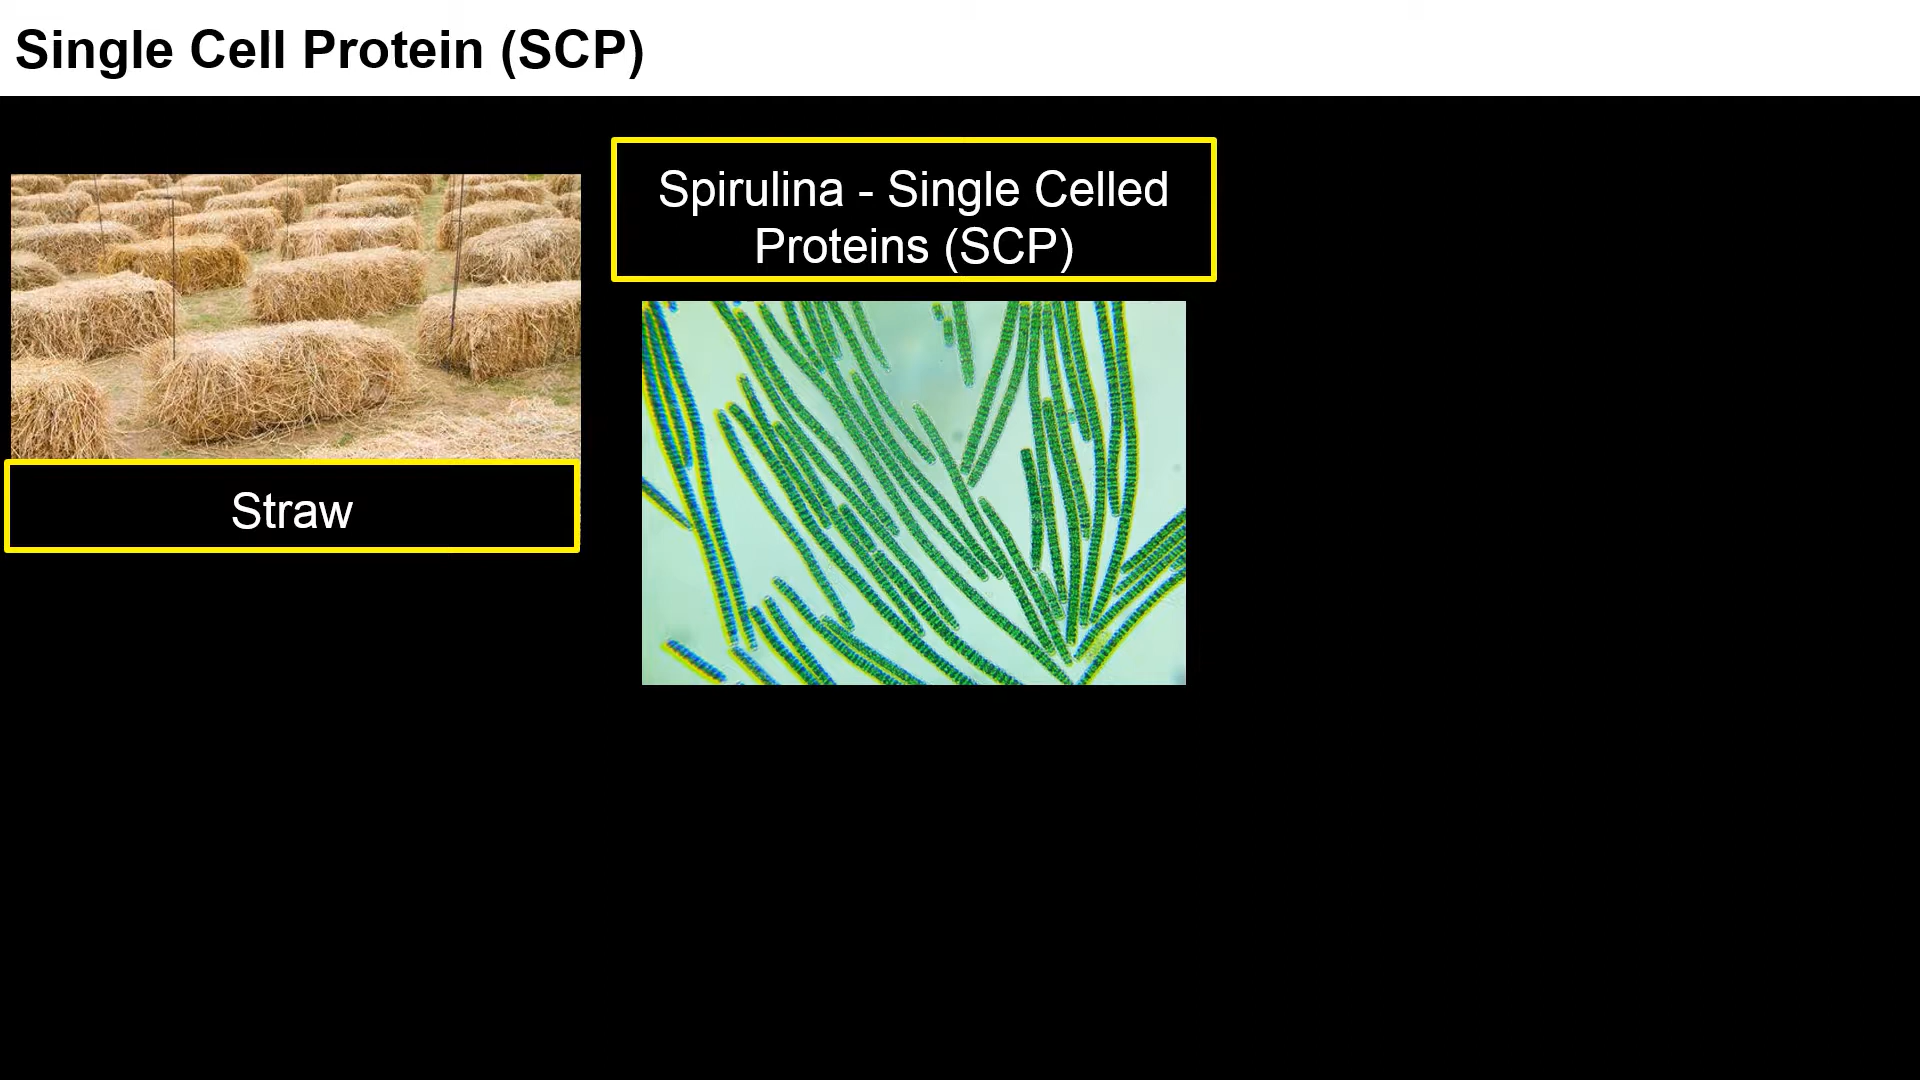 Single Cell Protein (SCP)
Spirulina - Single Celled
Proteins (SCP)
Straw